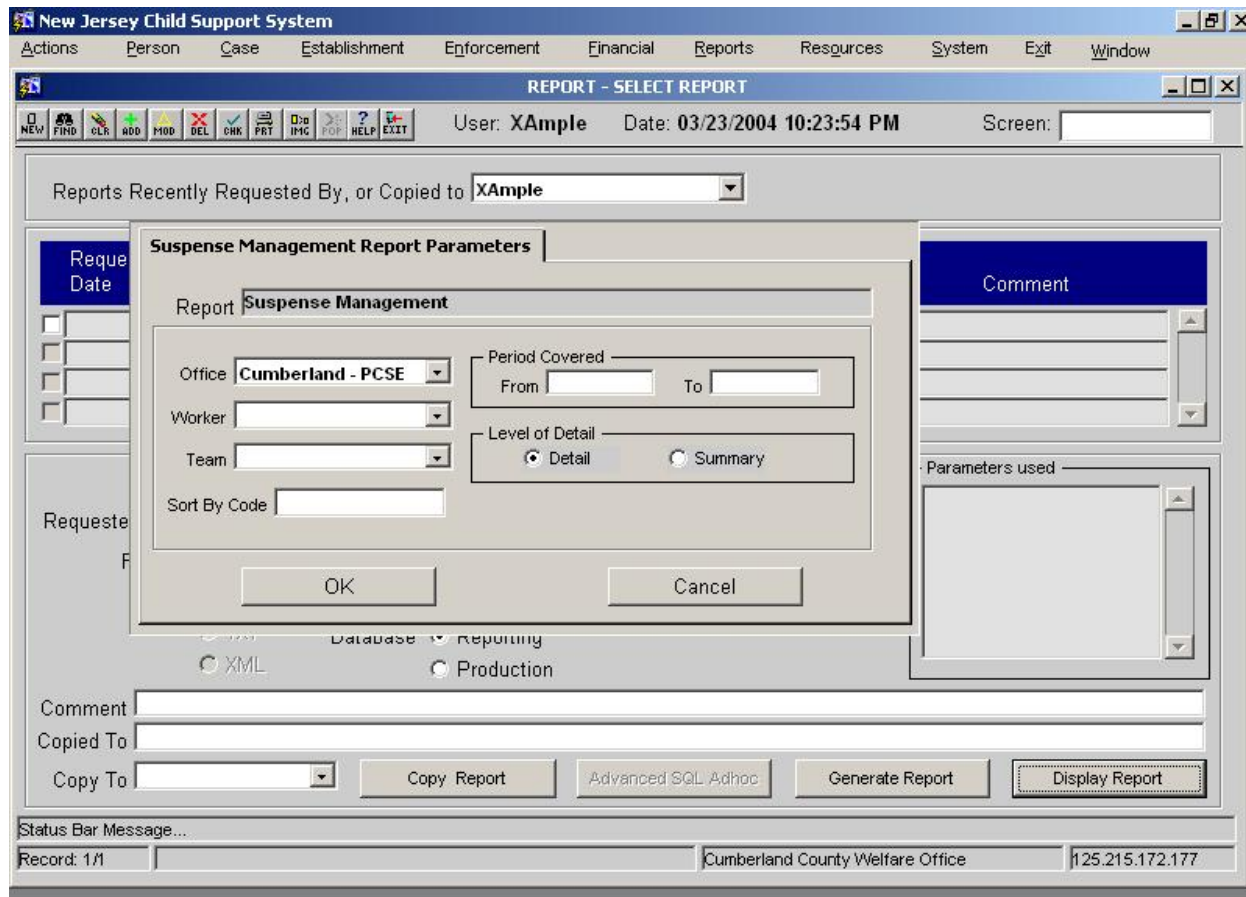 New Jersey Child Support System
Actions Person Case Establishment Enforcement Financial Reports Resources System Exit Window
REPORT - SELECT REPORT
NEW FIND CLR ADD MOD DEL CHK PRT IMG POP HELP EXIT User: XAmple Date: 03/23/2004 10:23:54 PM Screen:
Reports Recently Requested By, or Copied to XAmple
Suspense Management Report Parameters
Reque
Date
Comment
Report Suspense Management
Office Cumberland - PCSE
Period Covered
From To
Worker
Level of Detail
Team
Detail Summary
Parameters used
Sort By Code
Requeste
F
OK Cancel
Database Reporting
XML Production
Comment
Copied To
Copy To Copy Report Advanced SQL Adhoc Generate Report Display Report
Status Bar Message...
Record: 1/1 Cumberland County Welfare Office 125.215.172.177